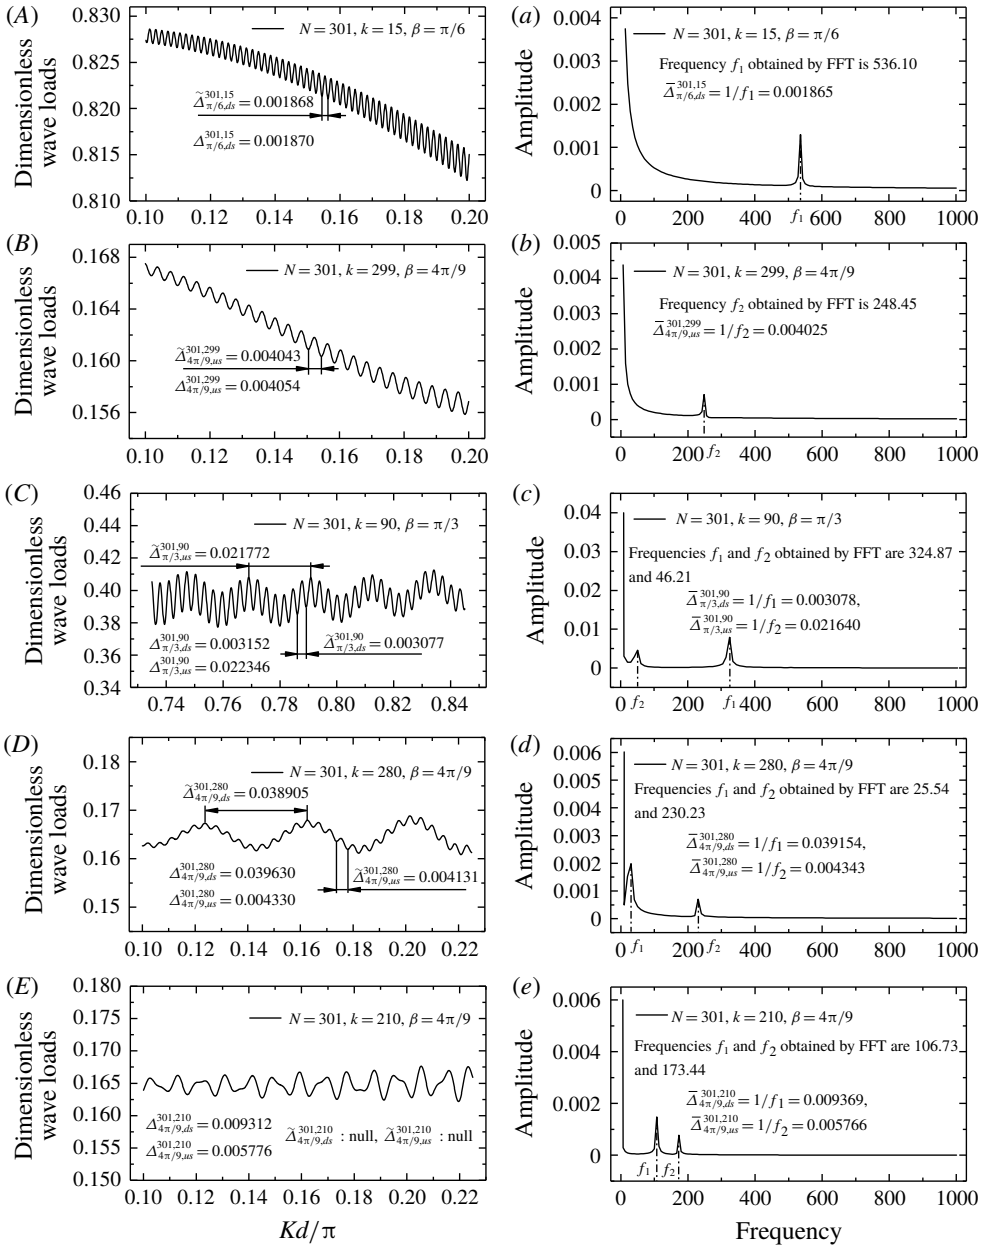 (A)
0.830
0.825
0.820
0.815
0.810
Dimensionless
wave loads
N = 301, k = 15, β = π/6
Δ̃^{301,15}_{π/6,ds} = 0.001868
Δ^{301,15}_{π/6,ds} = 0.001870
0.10 0.12 0.14 0.16 0.18 0.20
(a)
0.004
0.003
0.002
0.001
0
Amplitude
N = 301, k = 15, β = π/6
Frequency f₁ obtained by FFT is 536.10
Δ̄^{301,15}_{π/6,ds} = 1/f₁ = 0.001865
0 200 400 f₁ 600 800 1000
(B)
0.168
0.164
0.160
0.156
Dimensionless
wave loads
N = 301, k = 299, β = 4π/9
Δ̃^{301,299}_{4π/9,us} = 0.004043
Δ^{301,299}_{4π/9,us} = 0.004054
0.10 0.12 0.14 0.16 0.18 0.20
(b)
0.005
0.004
0.003
0.002
0.001
0
Amplitude
N = 301, k = 299, β = 4π/9
Frequency f₂ obtained by FFT is 248.45
Δ̄^{301,299}_{4π/9,us} = 1/f₂ = 0.004025
0 200 f₂ 400 600 800 1000
(C)
0.46
0.44
0.42
0.40
0.38
0.36
0.34
Dimensionless
wave loads
N = 301, k = 90, β = π/3
Δ̃^{301,90}_{π/3,us} = 0.021772
Δ^{301,90}_{π/3,ds} = 0.003152
Δ̃^{301,90}_{π/3,ds} = 0.003077
Δ^{301,90}_{π/3,us} = 0.022346
0.74 0.76 0.78 0.80 0.82 0.84
(c)
0.04
0.03
0.02
0.01
0
Amplitude
N = 301, k = 90, β = π/3
Frequencies f₁ and f₂ obtained by FFT are 324.87
and 46.21
Δ̄^{301,90}_{π/3,ds} = 1/f₁ = 0.003078,
Δ̄^{301,90}_{π/3,us} = 1/f₂ = 0.021640
0 f₂ 200 f₁ 400 600 800 1000
(D)
0.18
0.17
0.16
0.15
Dimensionless
wave loads
N = 301, k = 280, β = 4π/9
Δ̃^{301,280}_{4π/9,ds} = 0.038905
Δ^{301,280}_{4π/9,ds} = 0.039630
Δ̃^{301,280}_{4π/9,us} = 0.004131
Δ^{301,280}_{4π/9,us} = 0.004330
0.10 0.12 0.14 0.16 0.18 0.20 0.22
(d)
0.006
0.005
0.004
0.003
0.002
0.001
0
Amplitude
N = 301, k = 280, β = 4π/9
Frequencies f₁ and f₂ obtained by FFT are 25.54
and 230.23
Δ̄^{301,280}_{4π/9,ds} = 1/f₁ = 0.039154,
Δ̄^{301,280}_{4π/9,us} = 1/f₂ = 0.004343
0 f₁ 200 f₂ 400 600 800 1000
(E)
0.180
0.175
0.170
0.165
0.160
0.155
0.150
Dimensionless
wave loads
N = 301, k = 210, β = 4π/9
Δ^{301,210}_{4π/9,ds} = 0.009312
Δ̃^{301,210}_{4π/9,ds} : null, Δ̃^{301,210}_{4π/9,us} : null
Δ^{301,210}_{4π/9,us} = 0.005776
0.10 0.12 0.14 0.16 0.18 0.20 0.22
Kd/π
(e)
0.006
0.004
0.002
0
Amplitude
N = 301, k = 210, β = 4π/9
Frequencies f₁ and f₂ obtained by FFT are 106.73
and 173.44
Δ̄^{301,210}_{4π/9,ds} = 1/f₁ = 0.009369,
Δ̄^{301,210}_{4π/9,us} = 1/f₂ = 0.005766
f₁ f₂
0 200 400 600 800 1000
Frequency